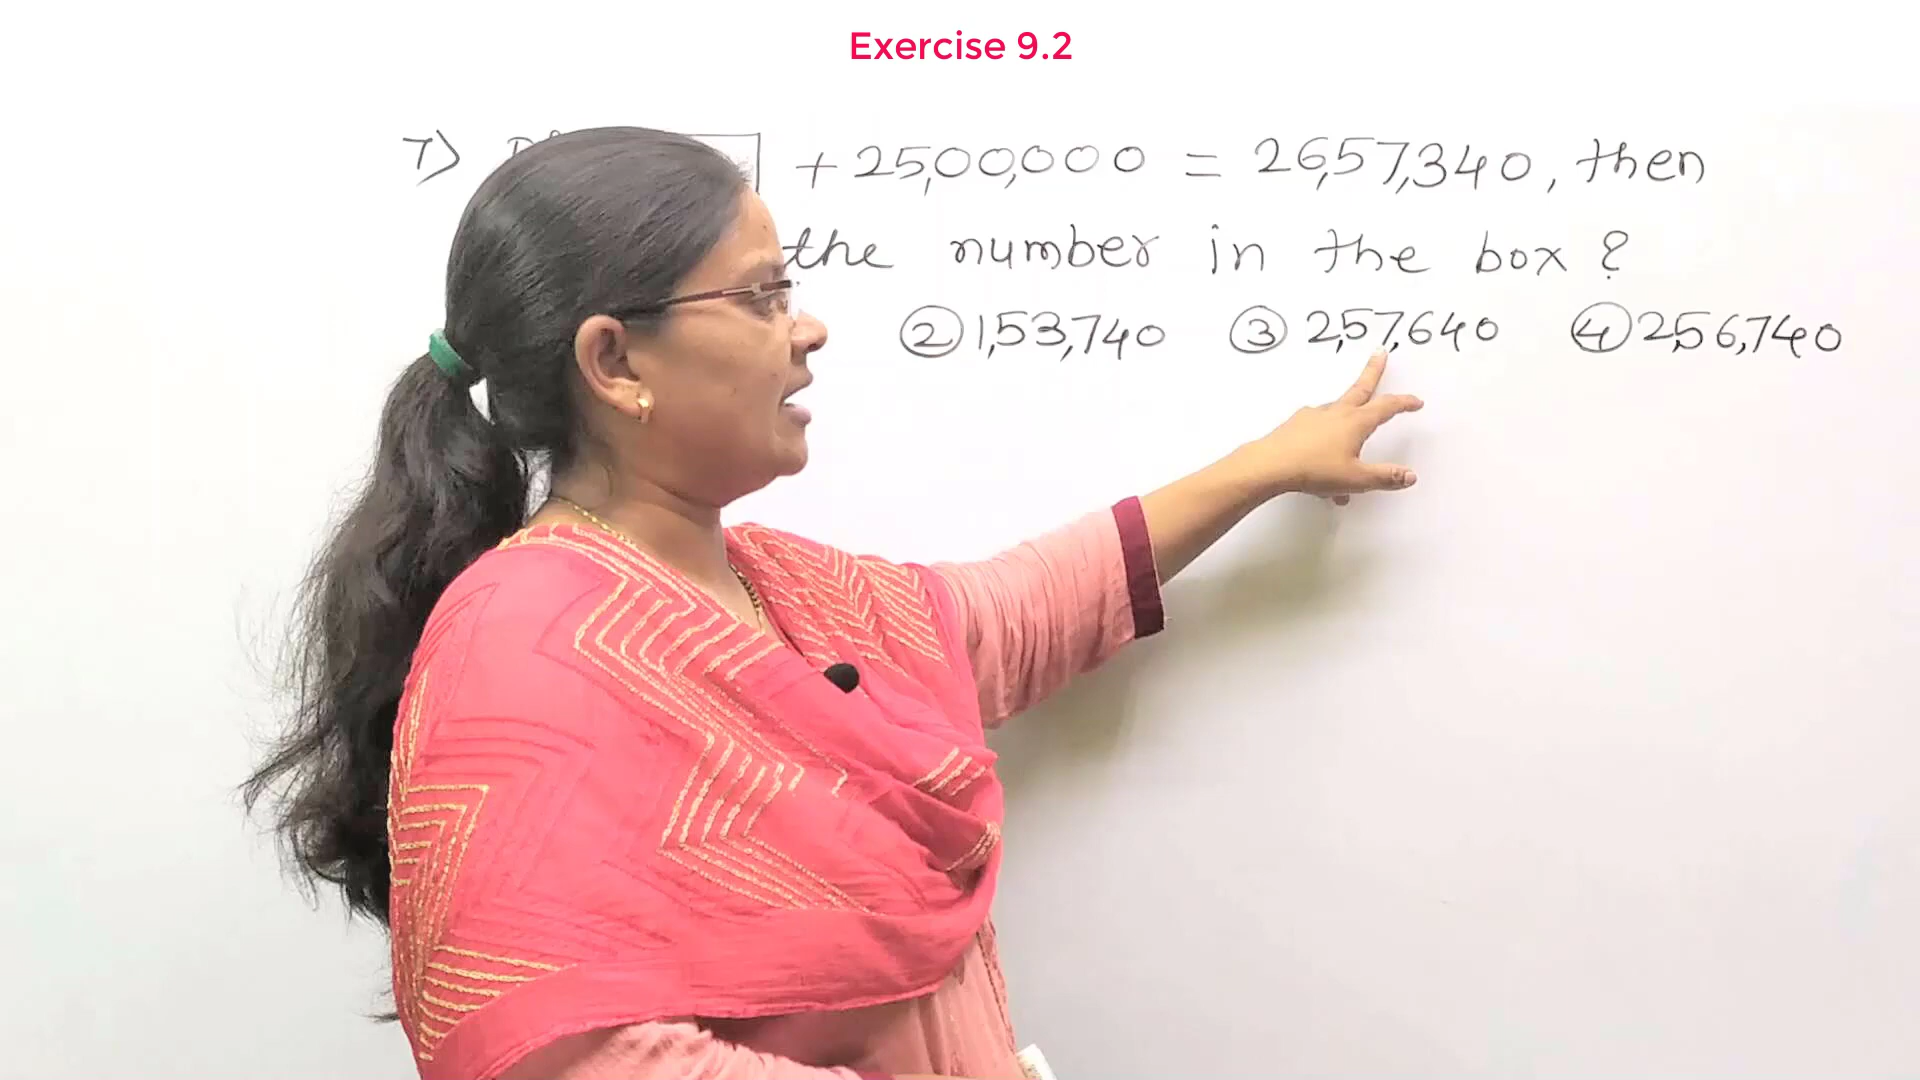 Exercise 9.2
7) + 25,00,000 = 26,57,340, then
the number in the box ?
② 1,53,740 ③ 2,57,640 ④ 2,56,740